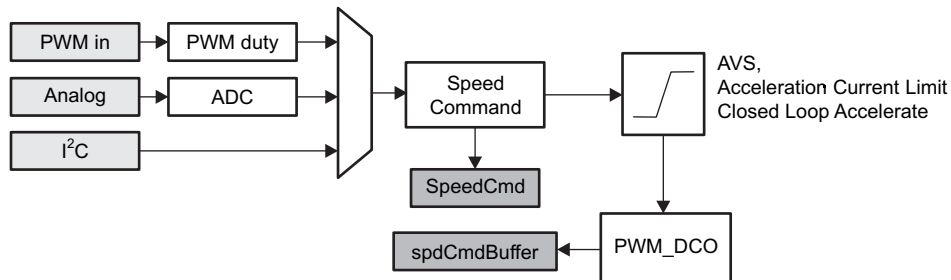 PWM in
PWM duty
Analog
ADC
I²C
Speed
Command
SpeedCmd
AVS,
Acceleration Current Limit
Closed Loop Accelerate
spdCmdBuffer
PWM_DCO